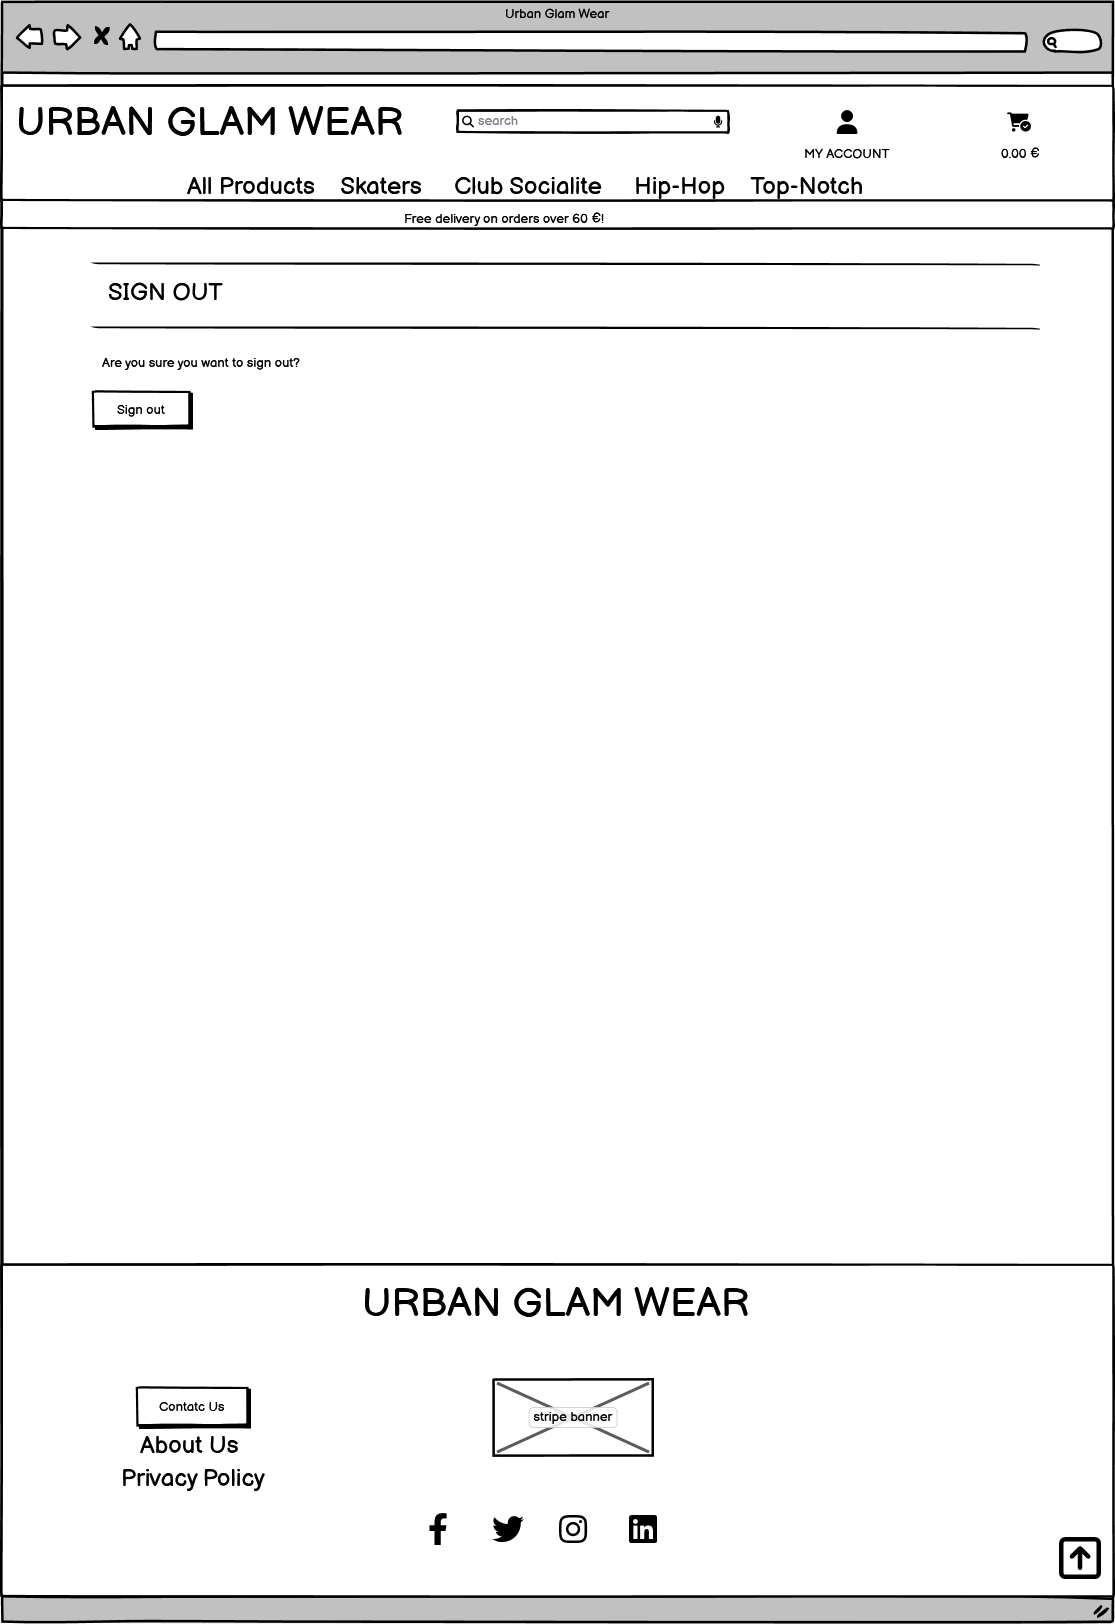 Urban Glam Wear
URBAN GLAM WEAR
search
MY ACCOUNT
0.00 €
All Products Skaters Club Socialite Hip-Hop Top-Notch
Free delivery on orders over 60 €!
SIGN OUT
Are you sure you want to sign out?
Sign out
URBAN GLAM WEAR
Contatc Us
stripe banner
About Us
Privacy Policy